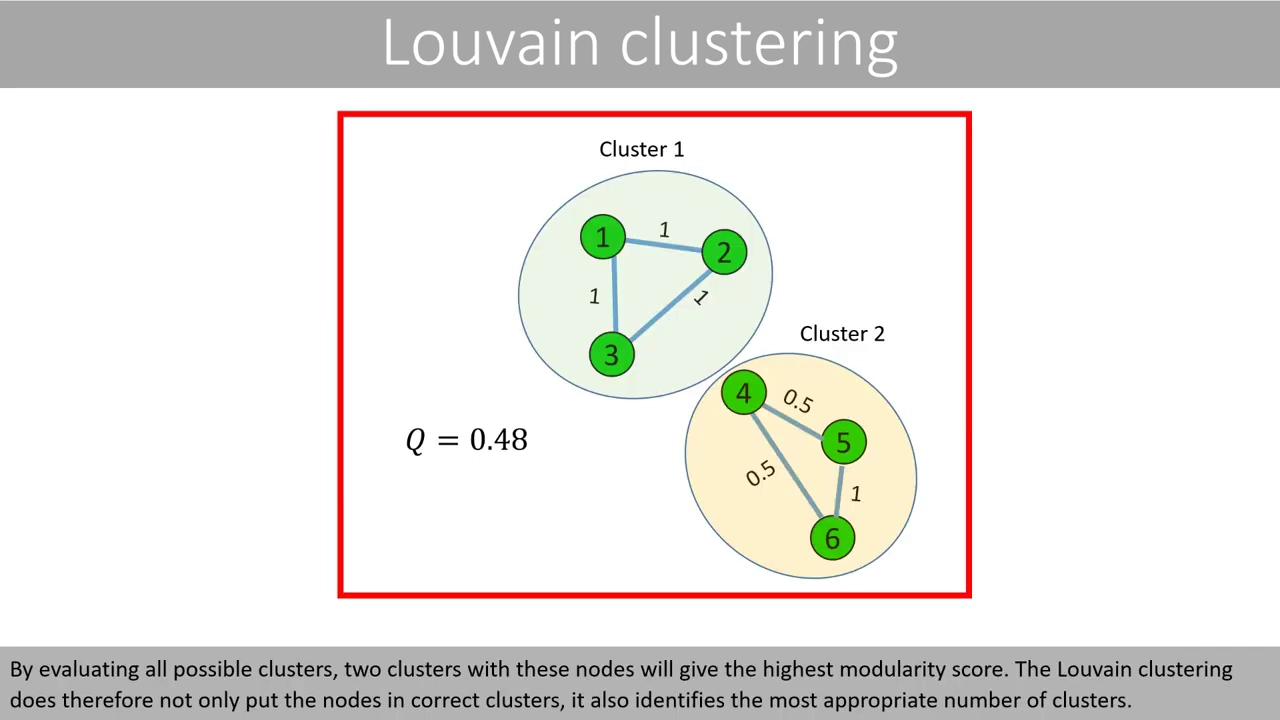 Louvain clustering
Cluster 1
1
1
2
1
1
3
Cluster 2
4
0.5
5
Q = 0.48
0.5
1
6
By evaluating all possible clusters, two clusters with these nodes will give the highest modularity score. The Louvain clustering
does therefore not only put the nodes in correct clusters, it also identifies the most appropriate number of clusters.